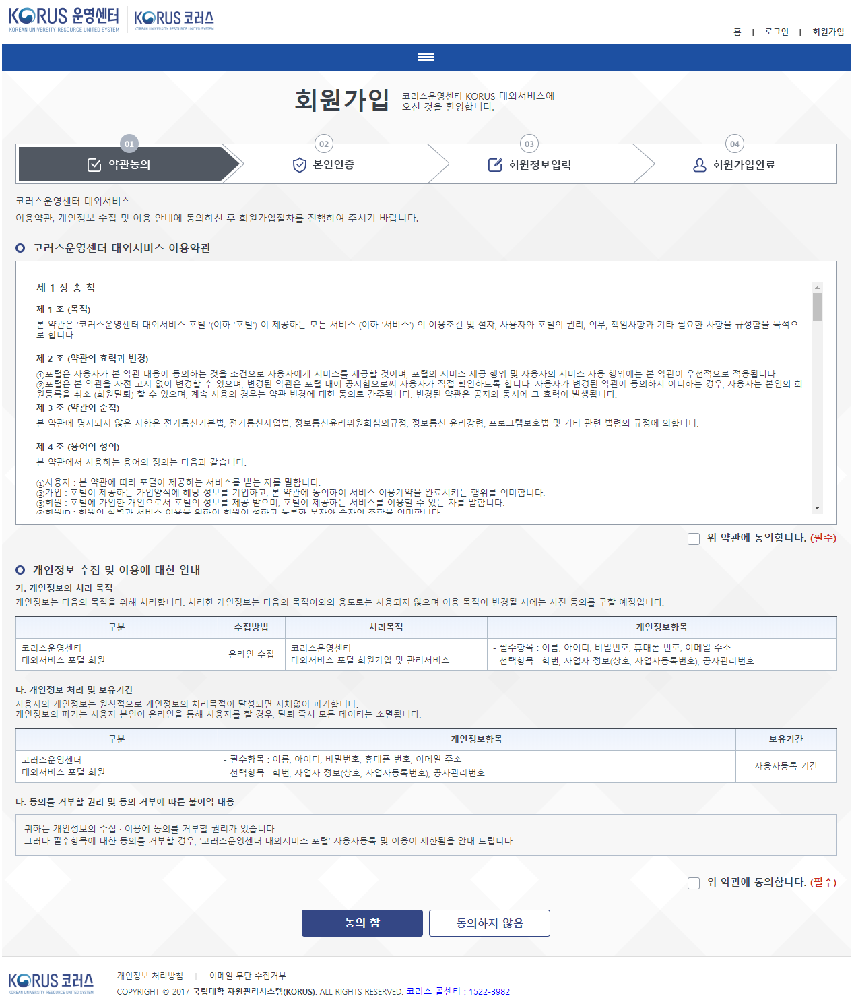 KORUS 운영센터
KOREAN UNIVERSITY RESOURCE UNITED SYSTEM
KORUS 코러스
KOREAN UNIVERSITY RESOURCE UNITED SYSTEM
홈 | 로그인 | 회원가입
회원가입
코러스운영센터 KORUS 대외서비스에
오신 것을 환영합니다.
01 02 03 04
약관동의 본인인증 회원정보입력 회원가입완료
코러스운영센터 대외서비스
이용약관, 개인정보 수집 및 이용 안내에 동의하신 후 회원가입절차를 진행하여 주시기 바랍니다.
코러스운영센터 대외서비스 이용약관
제 1 장 총 칙
제 1 조 (목적)
본 약관은 '코러스운영센터 대외서비스 포털 '(이하 '포털') 이 제공하는 모든 서비스 (이하 '서비스') 의 이용조건 및 절차, 사용자와 포털의 권리, 의무, 책임사항과 기타 필요한 사항을 규정함을 목적으
로 합니다.
제 2 조 (약관의 효력과 변경)
①포털은 사용자가 본 약관 내용에 동의하는 것을 조건으로 사용자에게 서비스를 제공할 것이며, 포털의 서비스 제공 행위 및 사용자의 서비스 사용 행위에는 본 약관이 우선적으로 적용됩니다.
②포털은 본 약관을 사전 고지 없이 변경할 수 있으며, 변경된 약관은 포털 내에 공지함으로써 사용자가 직접 확인하도록 합니다. 사용자가 변경된 약관에 동의하지 아니하는 경우, 사용자는 본인의 회
원등록을 취소 (회원탈퇴) 할 수 있으며, 계속 사용의 경우는 약관 변경에 대한 동의로 간주됩니다. 변경된 약관은 공지와 동시에 그 효력이 발생됩니다.
제 3 조 (약관외 준칙)
본 약관에 명시되지 않은 사항은 전기통신기본법, 전기통신사업법, 정보통신윤리위원회심의규정, 정보통신 윤리강령, 프로그램보호법 및 기타 관련 법령의 규정에 의합니다.
제 4 조 (용어의 정의)
본 약관에서 사용하는 용어의 정의는 다음과 같습니다.
①사용자 : 본 약관에 따라 포털이 제공하는 서비스를 받는 자를 말합니다.
②가입 : 포털이 제공하는 가입양식에 해당 정보를 기입하고, 본 약관에 동의하여 서비스 이용계약을 완료시키는 행위를 의미합니다.
③회원 : 포털에 가입한 개인으로서 포털의 정보를 제공 받으며, 포털이 제공하는 서비스를 이용할 수 있는 자를 말합니다.
④회원ID : 회원의 식별과 서비스 이용을 위하여 회원이 정하고 등록한 문자와 숫자의 조합을 의미합니다.
위 약관에 동의합니다. (필수)
개인정보 수집 및 이용에 대한 안내
가. 개인정보의 처리 목적
개인정보는 다음의 목적을 위해 처리합니다. 처리한 개인정보는 다음의 목적이외의 용도로는 사용되지 않으며 이용 목적이 변경될 시에는 사전 동의를 구할 예정입니다.
구분 수집방법 처리목적 개인정보항목
코러스운영센터
대외서비스 포털 회원
온라인 수집
코러스운영센터
대외서비스 포털 회원가입 및 관리서비스
- 필수항목 : 이름, 아이디, 비밀번호, 휴대폰 번호, 이메일 주소
- 선택항목 : 학번, 사업자 정보(상호, 사업자등록번호), 공사관리번호
나. 개인정보 처리 및 보유기간
사용자의 개인정보는 원칙적으로 개인정보의 처리목적이 달성되면 지체없이 파기합니다.
개인정보의 파기는 사용자 본인이 온라인을 통해 사용자를 할 경우, 탈퇴 즉시 모든 데이터는 소멸됩니다.
구분 개인정보항목 보유기간
코러스운영센터
대외서비스 포털 회원
- 필수항목 : 이름, 아이디, 비밀번호, 휴대폰 번호, 이메일 주소
- 선택항목 : 학번, 사업자 정보(상호, 사업자등록번호), 공사관리번호
사용자등록 기간
다. 동의를 거부할 권리 및 동의 거부에 따른 불이익 내용
귀하는 개인정보의 수집 · 이용에 동의를 거부할 권리가 있습니다.
그러나 필수항목에 대한 동의를 거부할 경우, '코러스운영센터 대외서비스 포털' 사용자등록 및 이용이 제한됨을 안내 드립니다
위 약관에 동의합니다. (필수)
동의 함 동의하지 않음
KORUS 코러스
KOREAN UNIVERSITY RESOURCE UNITED SYSTEM
개인정보 처리방침 | 이메일 무단 수집거부
COPYRIGHT © 2017 국립대학 자원관리시스템(KORUS). ALL RIGHTS RESERVED. 코러스 콜센터 : 1522-3982